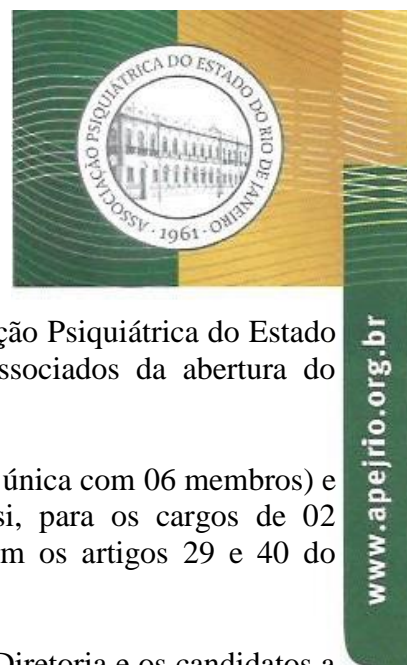 ASSOCIAÇÃO PSIQUIÁTRICA DO ESTADO DO RIO DE JANEIRO
· 1961 ·
ção Psiquiátrica do Estado
ssociados da abertura do
única com 06 membros) e
si, para os cargos de 02
m os artigos 29 e 40 do
Diretoria e os candidatos a
www.apejrio.org.br